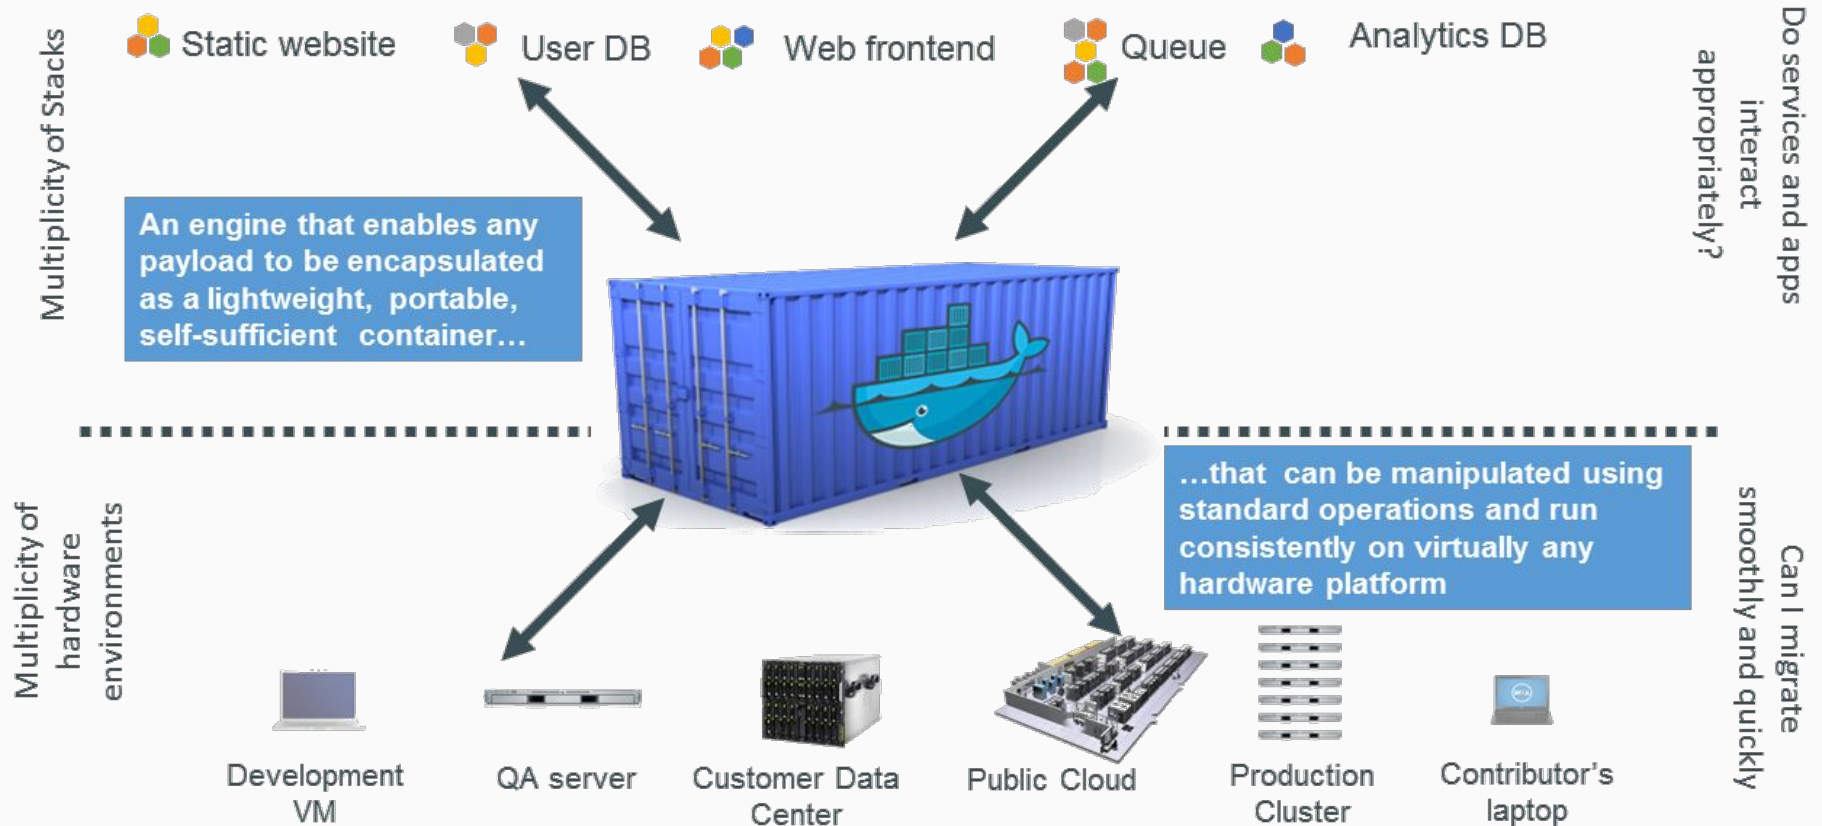 Static website
User DB
Web frontend
Queue
Analytics DB
Multiplicity of Stacks
Do services and apps
interact
appropriately?
An engine that enables any
payload to be encapsulated
as a lightweight, portable,
self-sufficient container...
...that can be manipulated using
standard operations and run
consistently on virtually any
hardware platform
Multiplicity of
hardware
environments
Can I migrate
smoothly and quickly
Development
VM
QA server
Customer Data
Center
Public Cloud
Production
Cluster
Contributor's
laptop